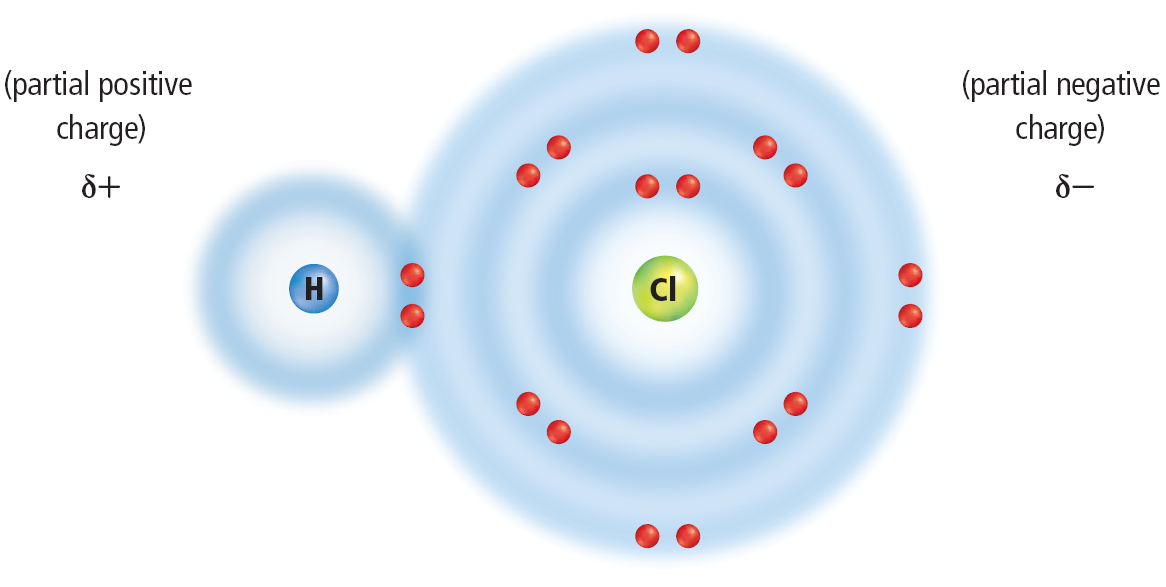 (partial positive
charge)
δ+
H
Cl
(partial negative
charge)
δ−